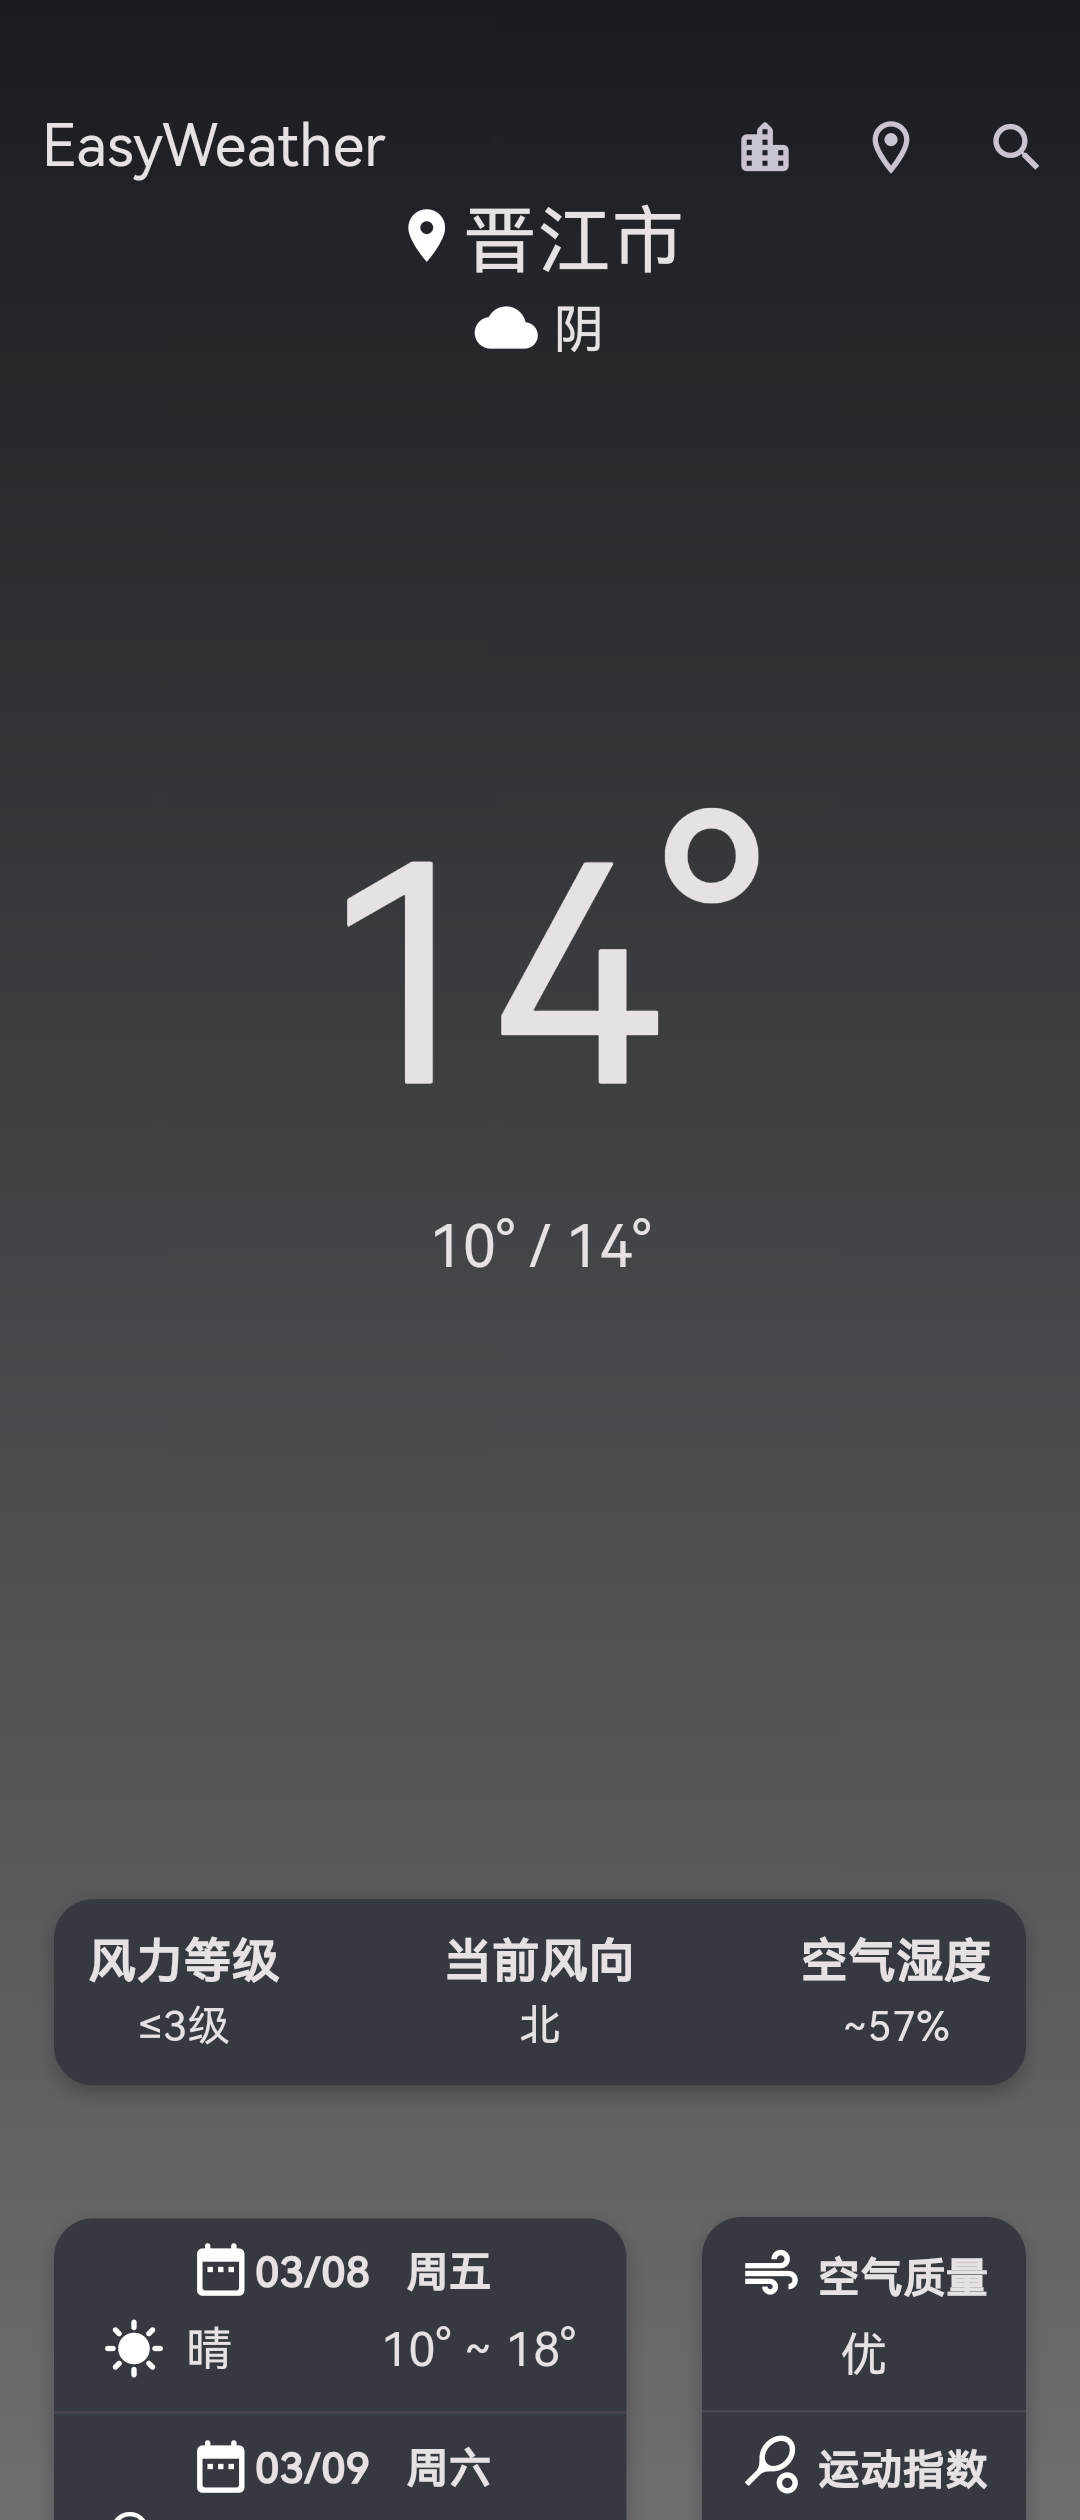 EasyWeather
晋江市
阴
14°
10° / 14°
风力等级 当前风向 空气湿度
≤3级 北 ~57%
03/08 周五
晴 10° ~ 18°
03/09 周六
空气质量
优
运动指数